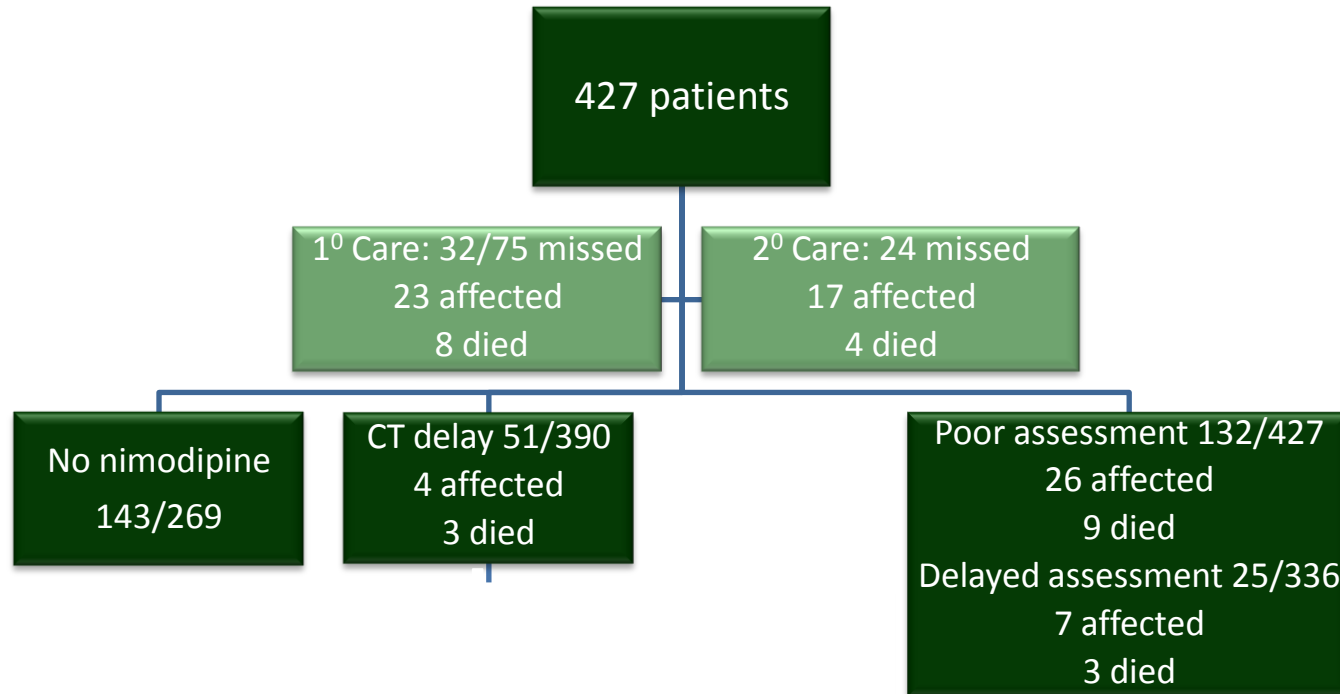 427 patients
1⁰ Care: 32/75 missed
23 affected
8 died
2⁰ Care: 24 missed
17 affected
4 died
No nimodipine
143/269
CT delay 51/390
4 affected
3 died
Poor assessment 132/427
26 affected
9 died
Delayed assessment 25/336
7 affected
3 died